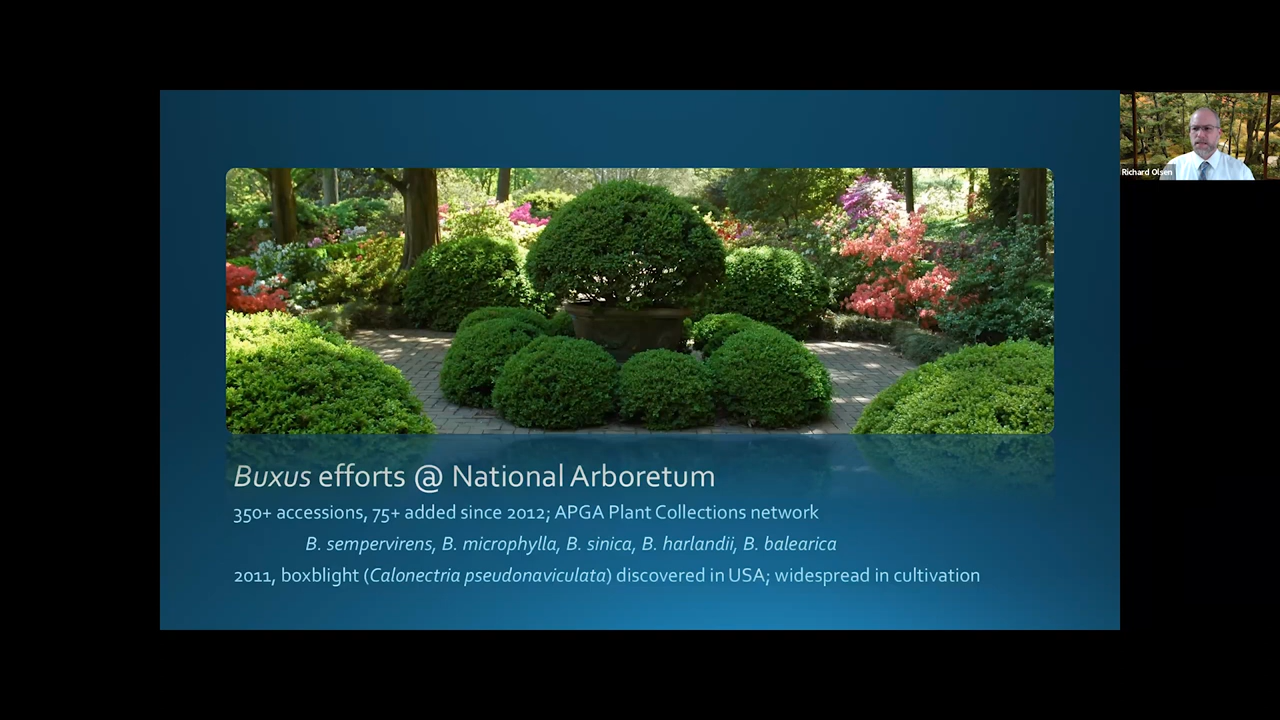 Richard Olsen
Buxus efforts @ National Arboretum
350+ accessions, 75+ added since 2012; APGA Plant Collections network
B. sempervirens, B. microphylla, B. sinica, B. harlandii, B. balearica
2011, boxblight (Calonectria pseudonaviculata) discovered in USA; widespread in cultivation